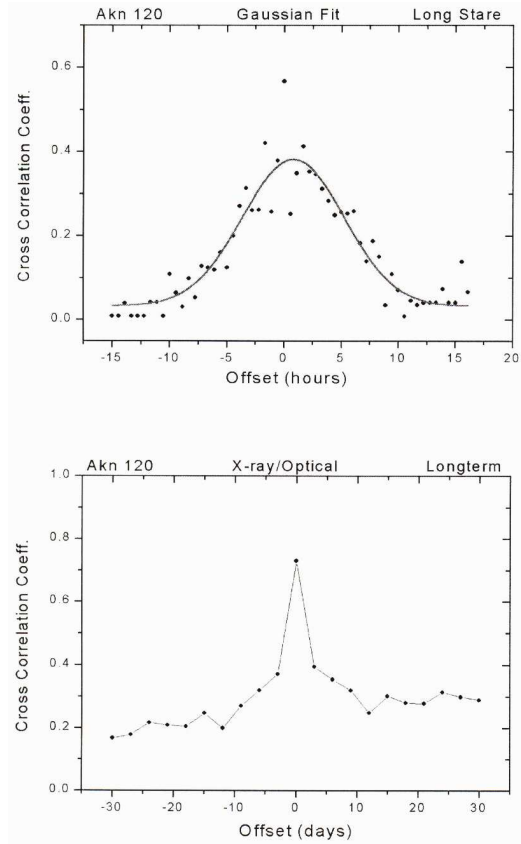 Akn 120 Gaussian Fit Long Stare
0.6
0.4
0.2
0.0
Cross Correlation Coeff.
-15 -10 -5 0 5 10 15 20
Offset (hours)
Akn 120 X-ray/Optical Longterm
1.0
0.8
0.6
0.4
0.2
0.0
Cross Correlation Coeff.
-30 -20 -10 0 10 20 30
Offset (days)